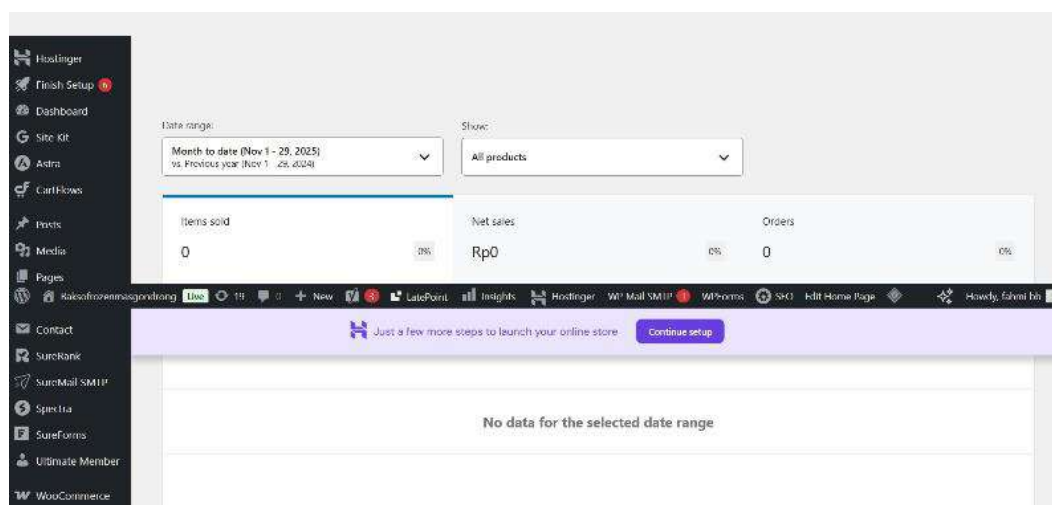 Hostinger
Finish Setup 6
Dashboard
Site Kit
Astra
CartFlows
Posts
Media
Pages
Date range:
Month to date (Nov 1 - 29, 2025)
vs. Previous year (Nov 1 - 29, 2024)
Show:
All products
Items sold
0
0%
Net sales
Rp0
0%
Orders
0
0%
Baksofrozenmasgondrong Live 19 0 + New 3 LatePoint Insights Hostinger WP Mail SMTP 1 WPForms SEO Edit Home Page Howdy, fahmi bh
Just a few more steps to launch your online store Continue setup
Contact
SureRank
SureMail SMTP
Spectra
SureForms
Ultimate Member
WooCommerce
No data for the selected date range